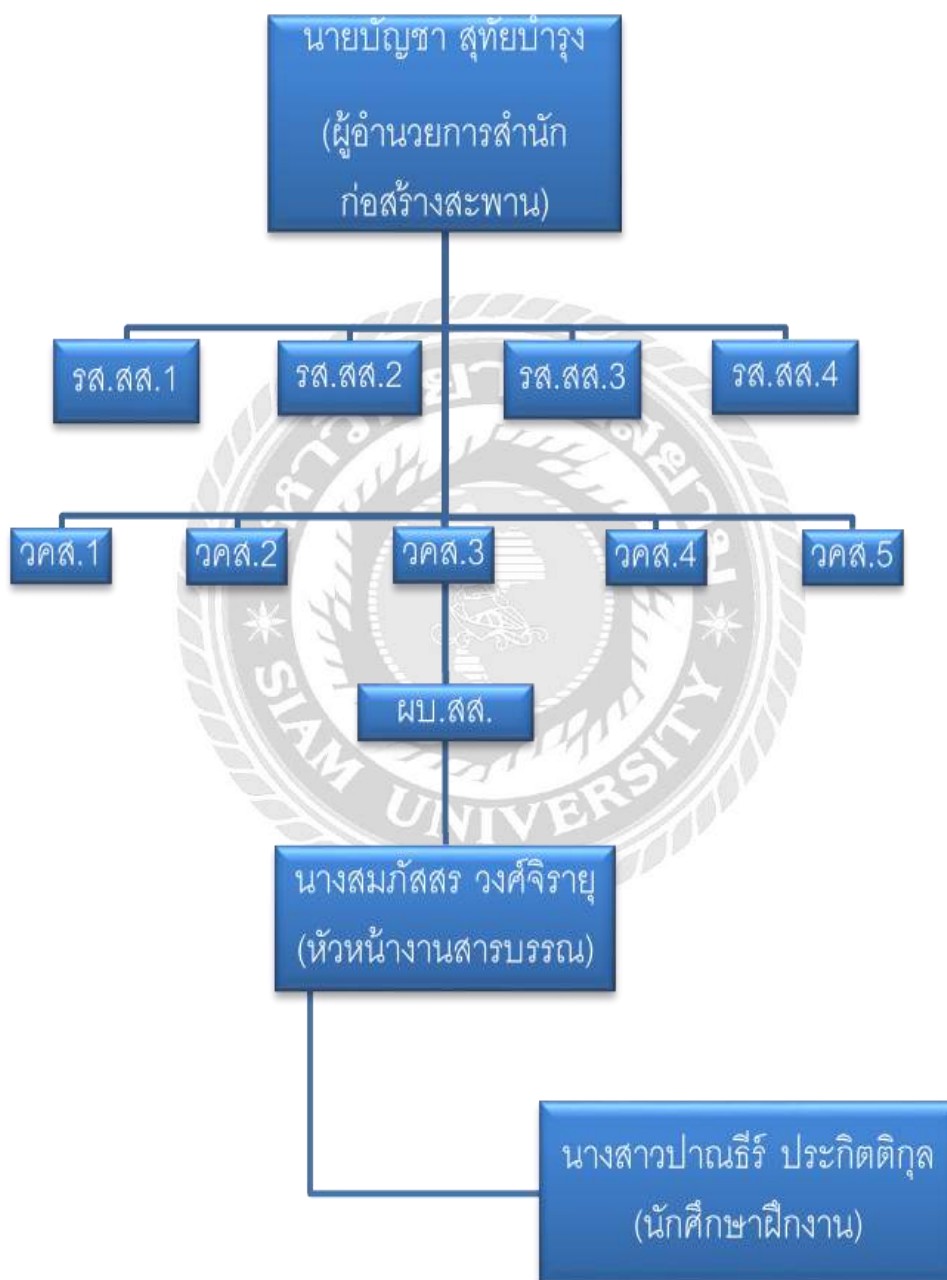 นายบัญชา สุทัยบำรุง
(ผู้อำนวยการสำนัก
ก่อสร้างสะพาน)
รส.สส.1
รส.สส.2
รส.สส.3
รส.สส.4
วคส.1
วคส.2
วคส.3
วคส.4
วคส.5
ผบ.สส.
SIAM UNIVERSITY
นางสมภัสสร วงศ์จิรายุ
(หัวหน้างานสารบรรณ)
นางสาวปาณธีร์ ประกิตติกุล
(นักศึกษาฝึกงาน)